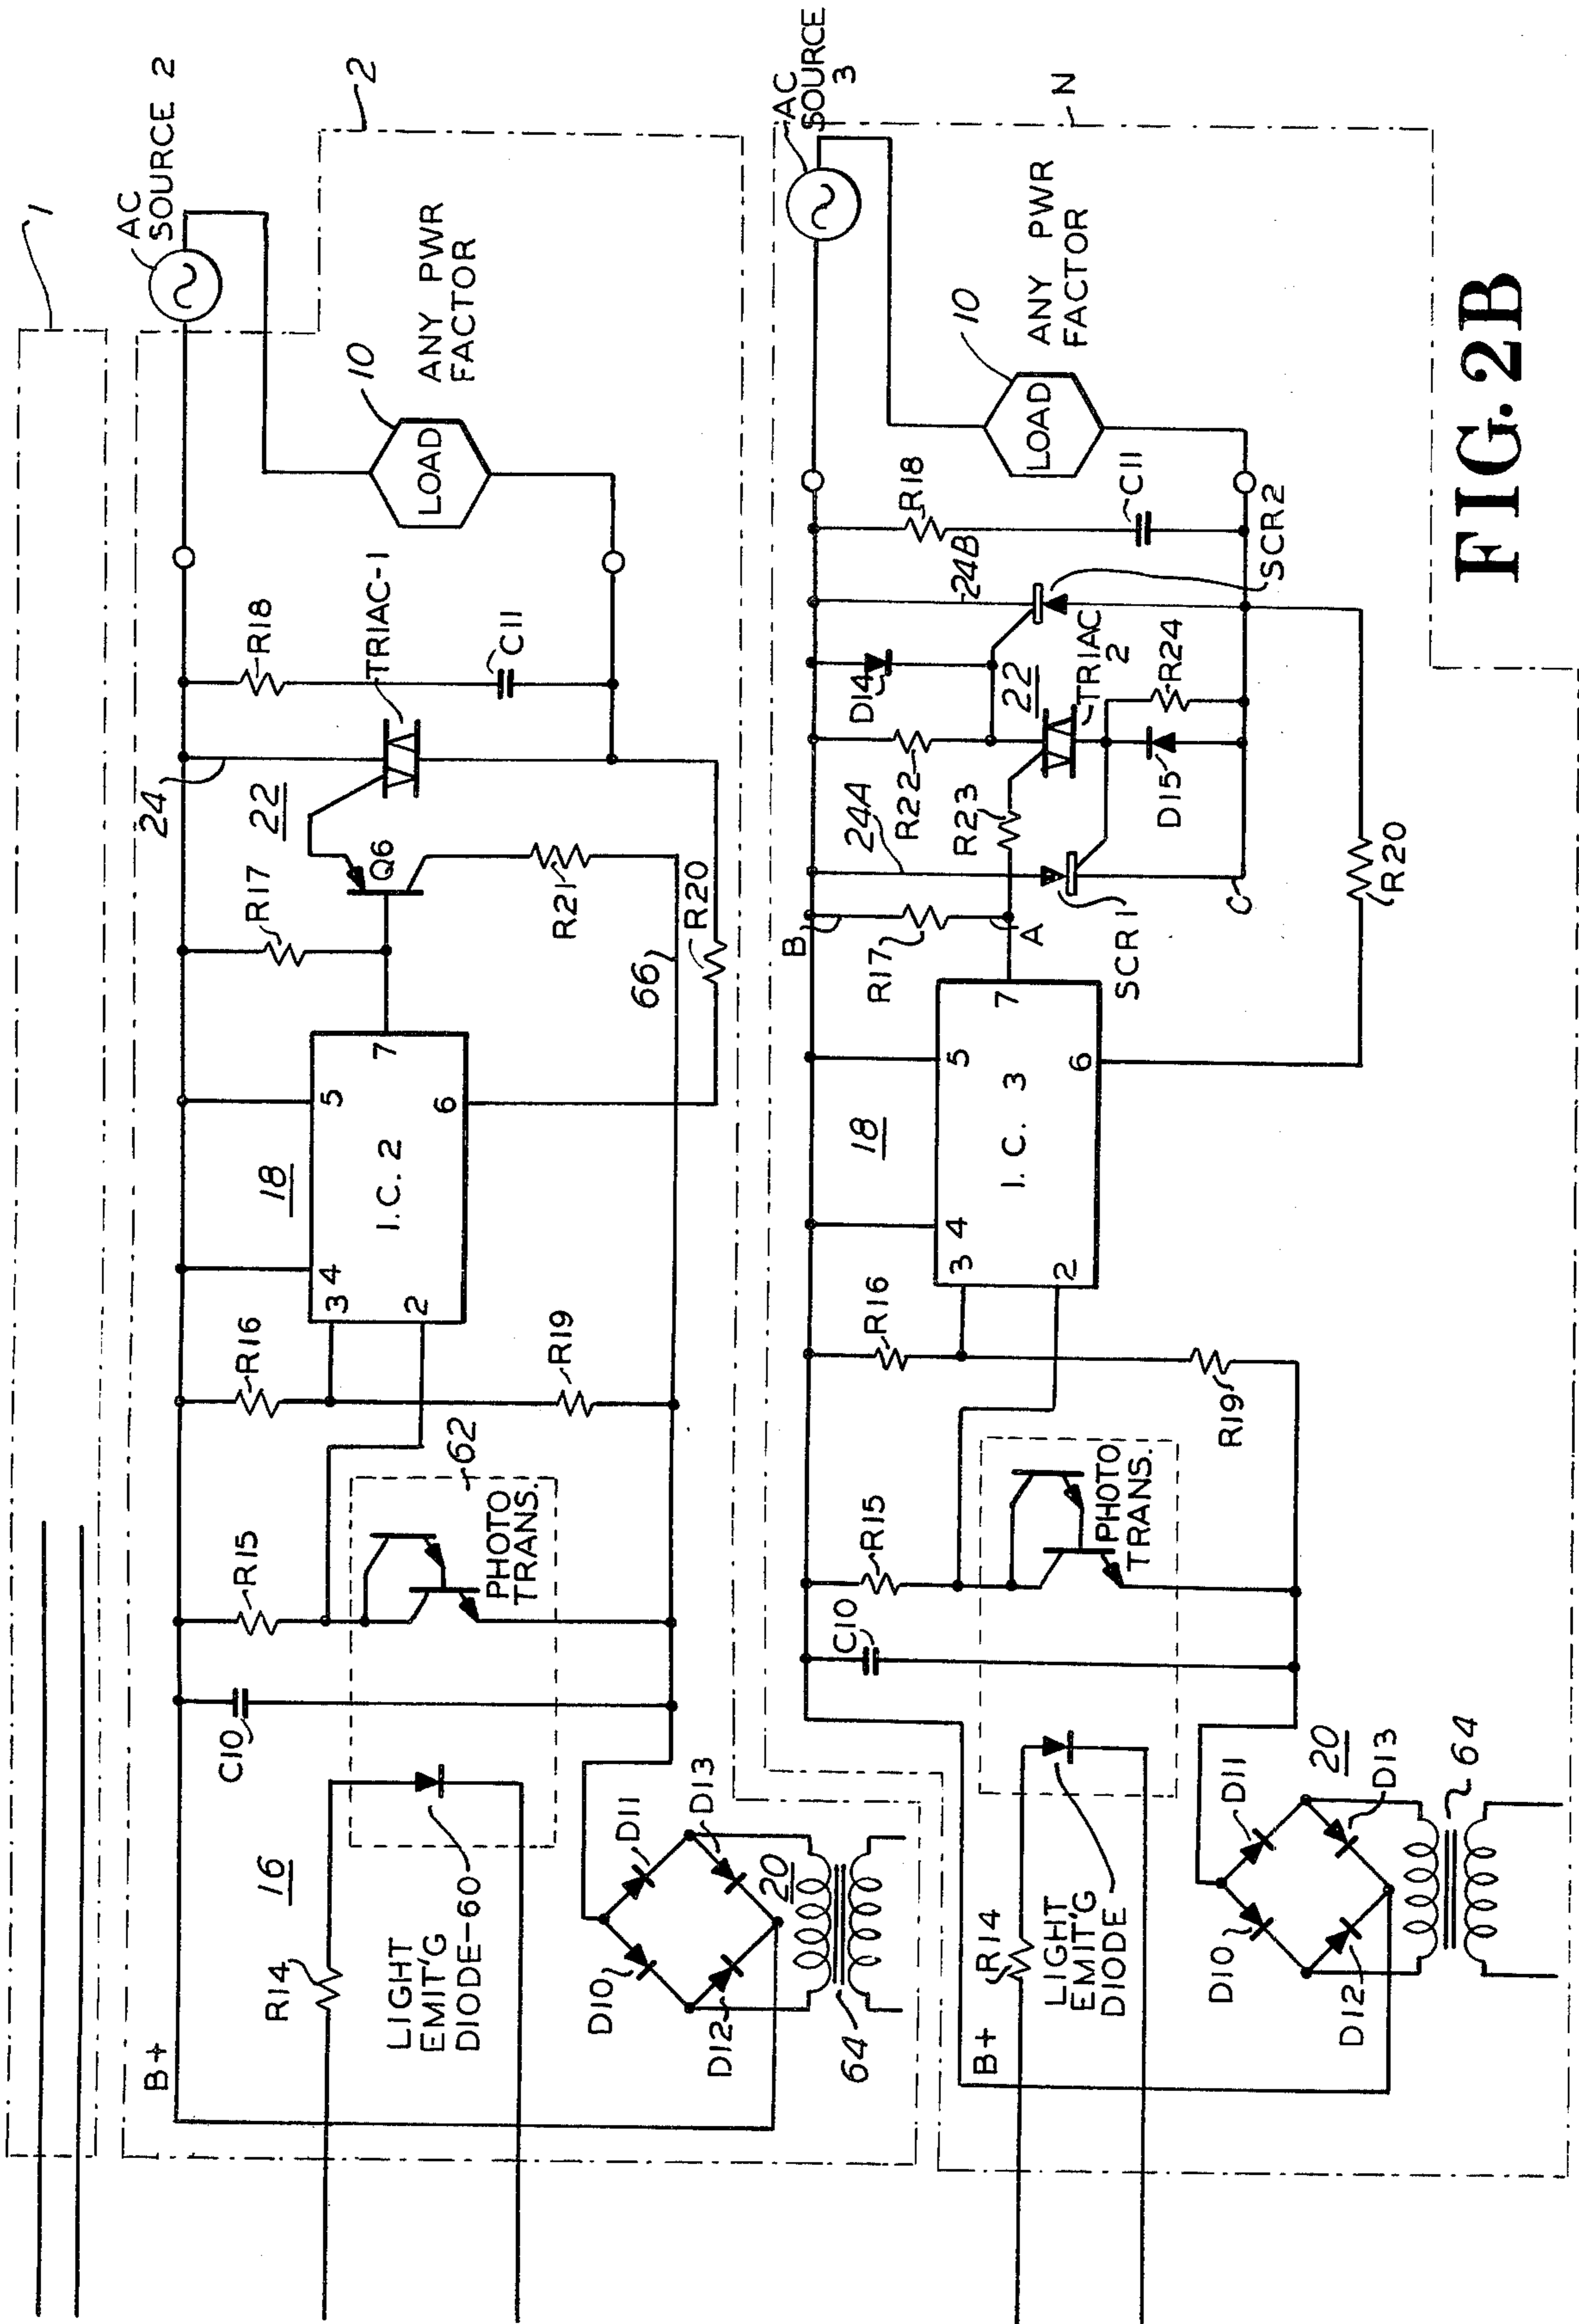 1
AC
SOURCE 2
2
B+
24
R15
R16
R17
R18
C10
18
22
TRIAC-1
10
LOAD
ANY PWR
FACTOR
16
R14
LIGHT
EMIT'G
DIODE-60
PHOTO
TRANS.
62
3
4
5
2
I.C. 2
6
7
Q6
R21
C11
R19
66
R20
D10
D11
D12
D13
20
64
AC
SOURCE
3
N
B+
B
24A
R15
R16
R17
R22
D14
24B
R18
C10
18
22
10
LOAD
ANY PWR
FACTOR
R14
LIGHT
EMIT'G
DIODE
PHOTO
TRANS.
3
4
5
2
I.C. 3
6
7
A
R23
SCR1
TRIAC
2
D15
R24
C11
C
SCR2
R19
R20
D10
D11
D12
D13
20
64
FIG. 2B